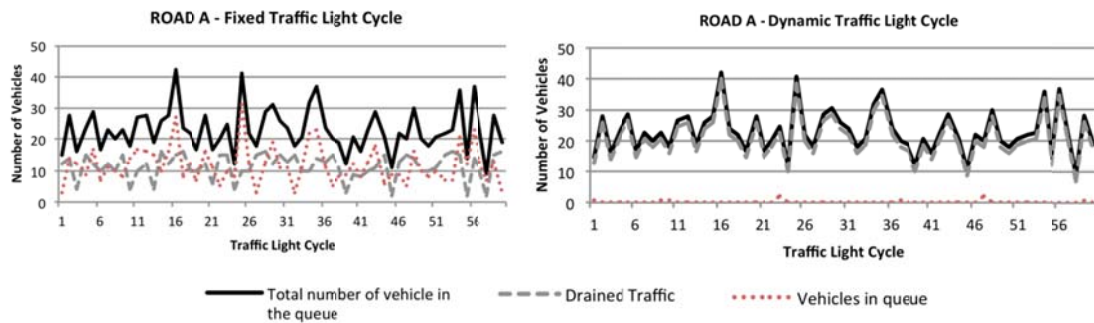 ROAD A - Fixed Traffic Light Cycle
Number of Vehicles
50
40
30
20
10
0
1 6 11 16 21 26 31 36 41 46 51 56
Traffic Light Cycle
ROAD A - Dynamic Traffic Light Cycle
Number of Vehicles
50
40
30
20
10
0
1 6 11 16 21 26 31 36 41 46 51 56
Traffic Light Cycle
Total number of vehicle in
the queue
Drained Traffic
Vehicles in queue